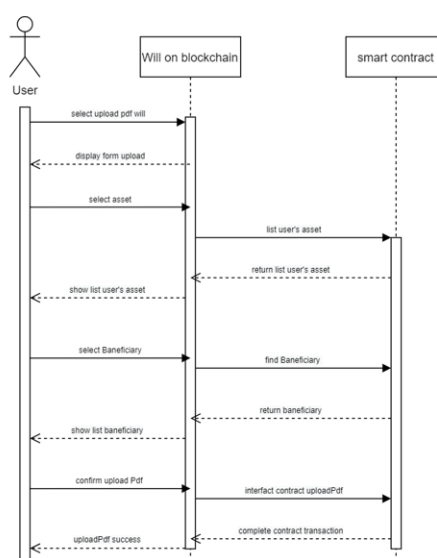 Will on blockchain
smart contract
User
select upload pdf will
display form upload
select asset
list user's asset
return list user's asset
show list user's asset
select Baneficiary
find Baneficiary
return baneficiary
show list baneficiary
confirm upload Pdf
interfact contract uploadPdf
complete contract transaction
uploadPdf success